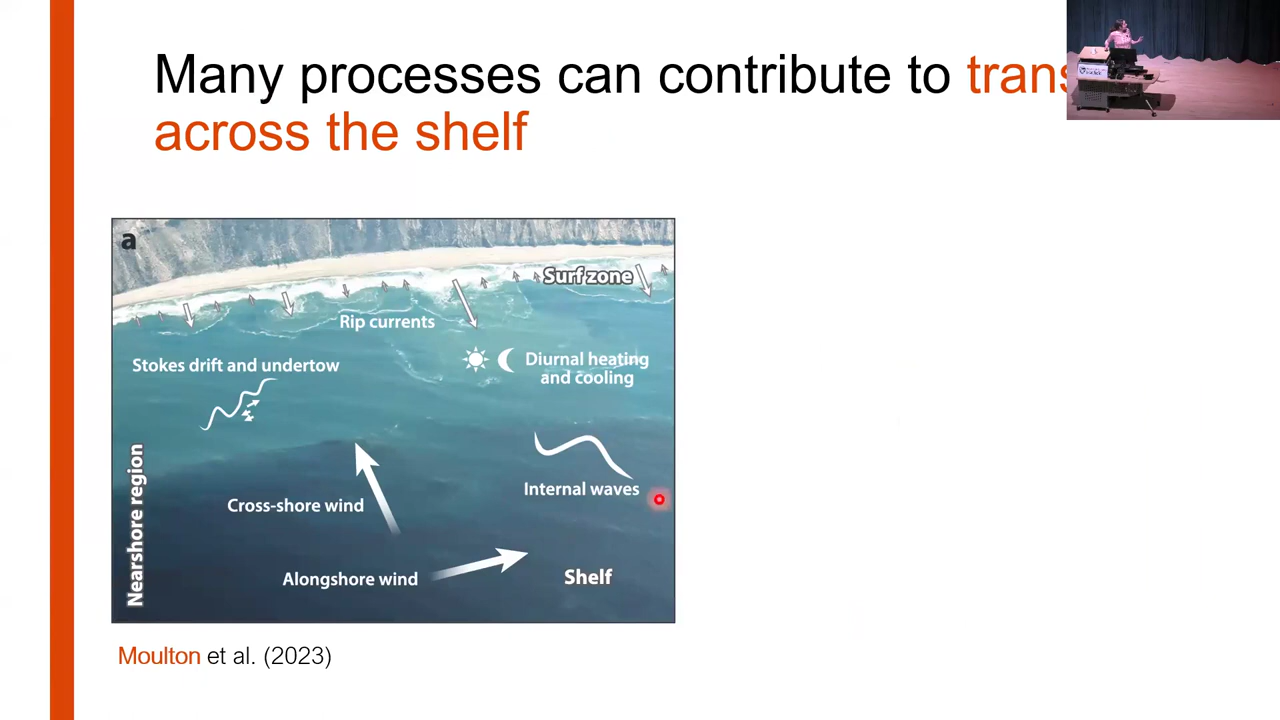 Many processes can contribute to trans
across the shelf
a
Surf zone
Rip currents
Stokes drift and undertow
Diurnal heating
and cooling
Internal waves
Cross-shore wind
Alongshore wind
Shelf
Nearshore region
Moulton et al. (2023)